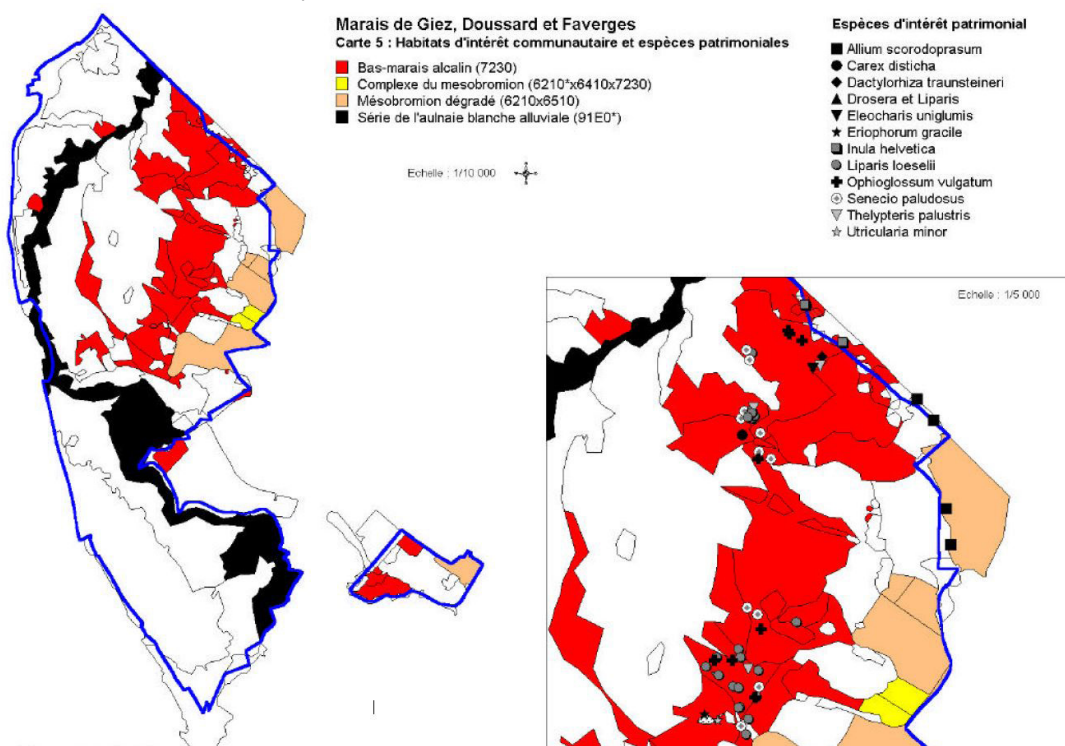 Marais de Giez, Doussard et Faverges
Carte 5 : Habitats d'intérêt communautaire et espèces patrimoniales
Bas-marais alcalin (7230)
Complexe du mesobromion (6210*x6410x7230)
Mésobromion dégradé (6210x6510)
Série de l'aulnaie blanche alluviale (91E0*)
Echelle : 1/10 000
Espèces d'intérêt patrimonial
Allium scorodoprasum
Carex disticha
Dactylorhiza traunsteineri
Drosera et Liparis
Eleocharis uniglumis
Eriophorum gracile
Inula helvetica
Liparis loeselii
Ophioglossum vulgatum
Senecio paludosus
Thelypteris palustris
Utricularia minor
Echelle : 1/5 000